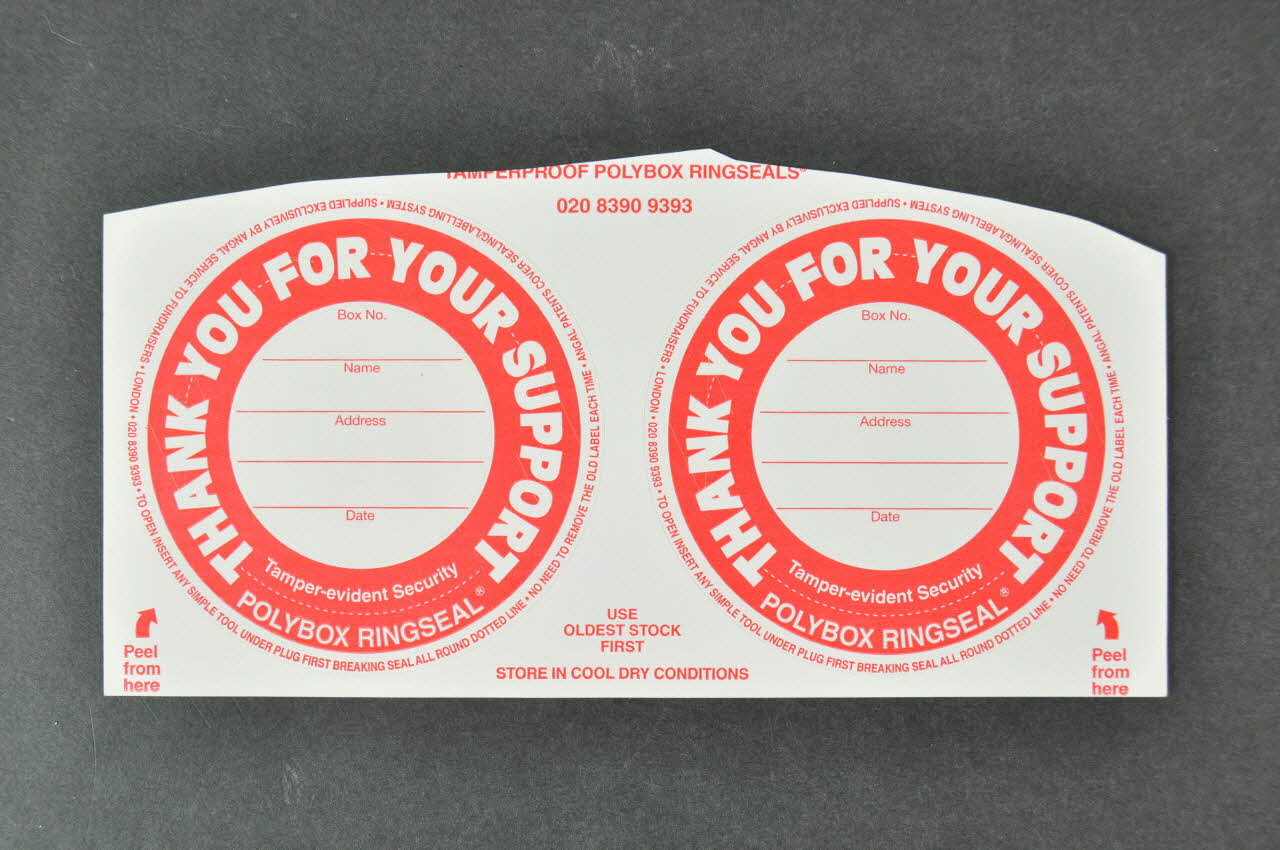 TAMPERPROOF POLYBOX RINGSEALS®
020 8390 9393
TO OPEN INSERT ANY SIMPLE TOOL UNDER PLUG FIRST BREAKING SEAL ALL ROUND DOTTED LINE • NO NEED TO REMOVE THE OLD LABEL EACH TIME • ANGAL PATENTS COVER SEALING/LABELLING SYSTEM • SUPPLIED EXCLUSIVELY BY ANGAL SERVICE TO FUNDRAISERS • LONDON • 020 8390 9393 •
THANK YOU FOR YOUR SUPPORT
Box No.
Name
Address
Date
Tamper-evident Security
POLYBOX RINGSEAL®
TO OPEN INSERT ANY SIMPLE TOOL UNDER PLUG FIRST BREAKING SEAL ALL ROUND DOTTED LINE • NO NEED TO REMOVE THE OLD LABEL EACH TIME • ANGAL PATENTS COVER SEALING/LABELLING SYSTEM • SUPPLIED EXCLUSIVELY BY ANGAL SERVICE TO FUNDRAISERS • LONDON • 020 8390 9393 •
THANK YOU FOR YOUR SUPPORT
Box No.
Name
Address
Date
Tamper-evident Security
POLYBOX RINGSEAL®
Peel
from
here
USE
OLDEST STOCK
FIRST
STORE IN COOL DRY CONDITIONS
Peel
from
here